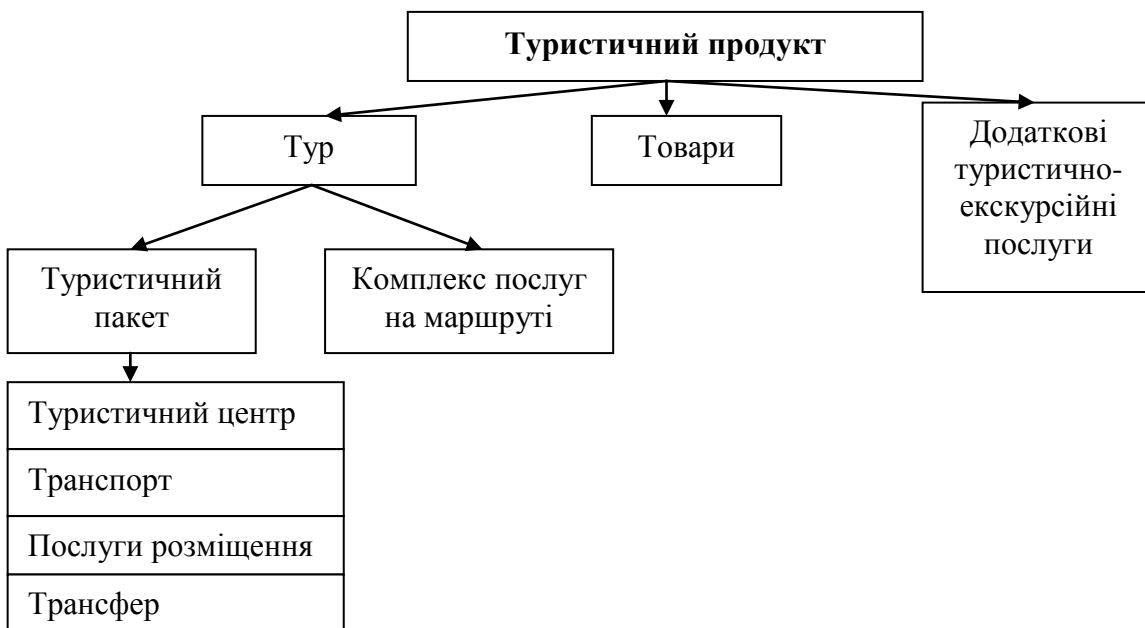 Туристичний продукт
Тур
Товари
Додаткові
туристично-
екскурсійні
послуги
Туристичний
пакет
Комплекс послуг
на маршруті
Туристичний центр
Транспорт
Послуги розміщення
Трансфер